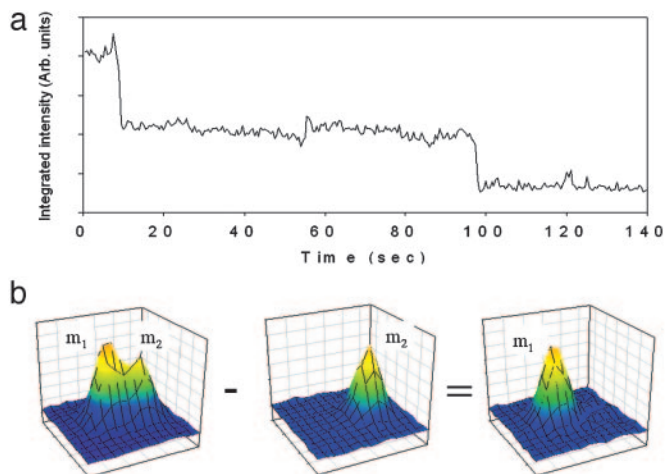 a
Integrated intensity (Arb. units)
0 20 40 60 80 100 120 140
Time (sec)
b
m1 m2 - m2 = m1